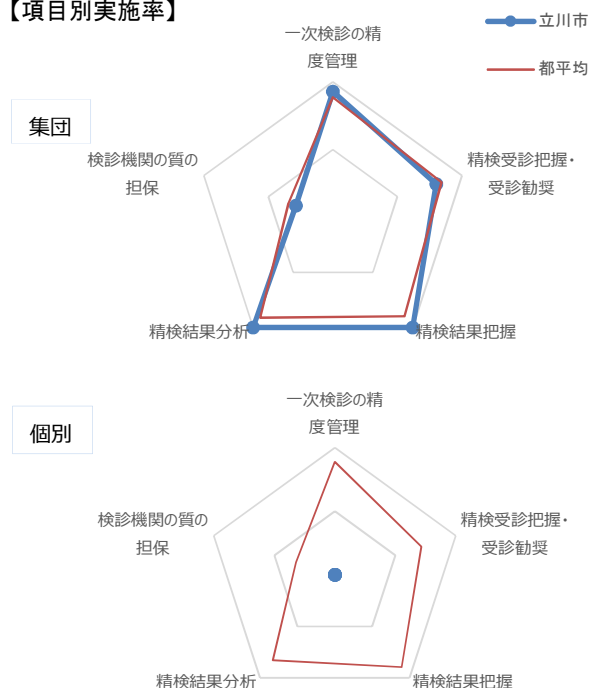 【項目別実施率】
立川市
都平均
集団
一次検診の精
度管理
精検受診把握・
受診勧奨
精検結果把握
精検結果分析
検診機関の質の
担保
個別
一次検診の精
度管理
精検受診把握・
受診勧奨
精検結果把握
精検結果分析
検診機関の質の
担保